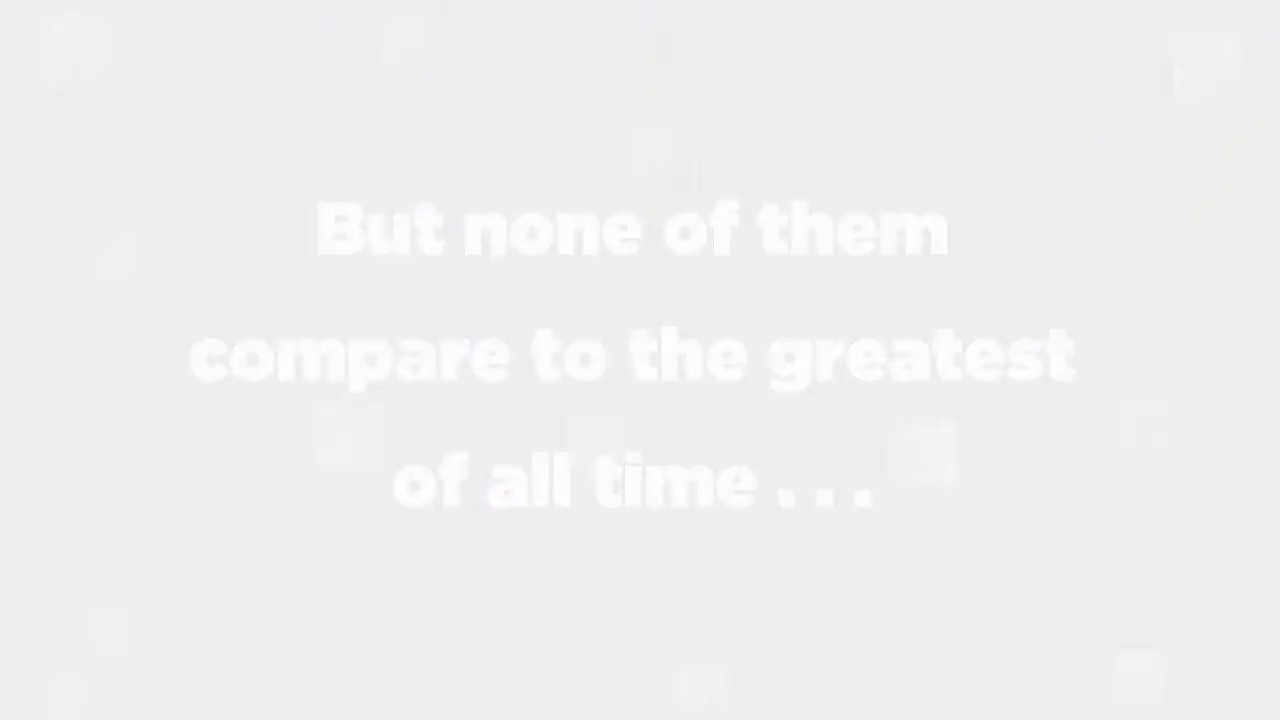 But none of them
compare to the greatest
of all time . . .